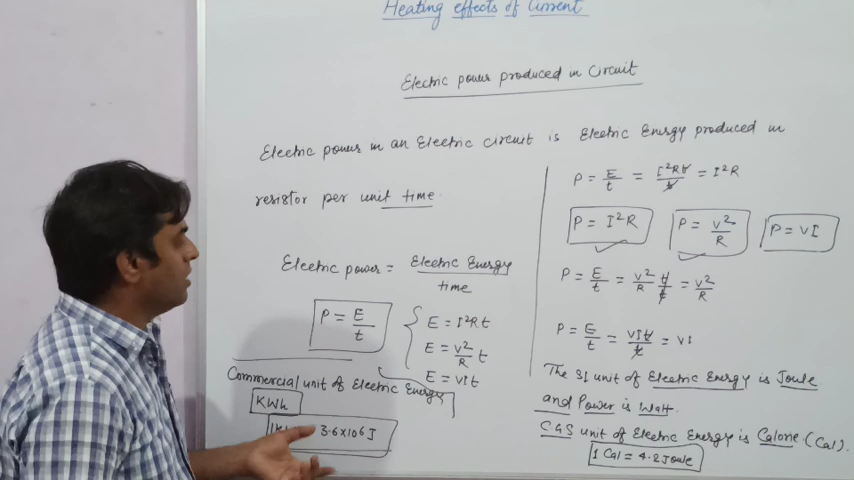 Heating effects of Current
Electric power produced in Circuit
Electric power in an Electric circuit is Electric Energy produced in
resistor per unit time.
Electric power = Electric Energy / time
P = E / t
E = I²Rt
E = V²/R t
E = VIt
Commercial unit of Electric Energy
KWh
3.6×10⁶ J
P = E/t = I²Rt/t = I²R
P = I²R
P = V²/R
P = VI
P = E/t = V²/R t/t = V²/R
P = E/t = VIt/t = VI
The SI unit of Electric Energy is Joule
and Power is Watt.
CGS unit of Electric Energy is Calorie (Cal).
1 Cal = 4.2 Joule